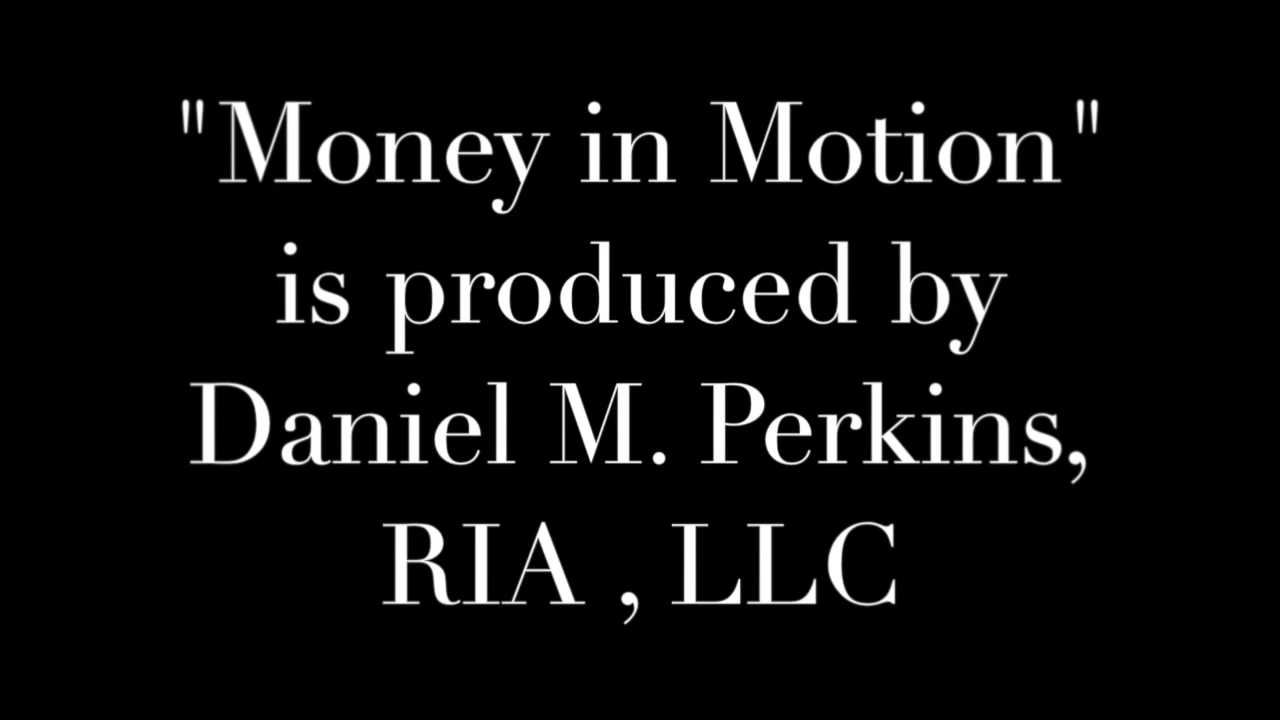 "Money in Motion"
is produced by
Daniel M. Perkins,
RIA , LLC